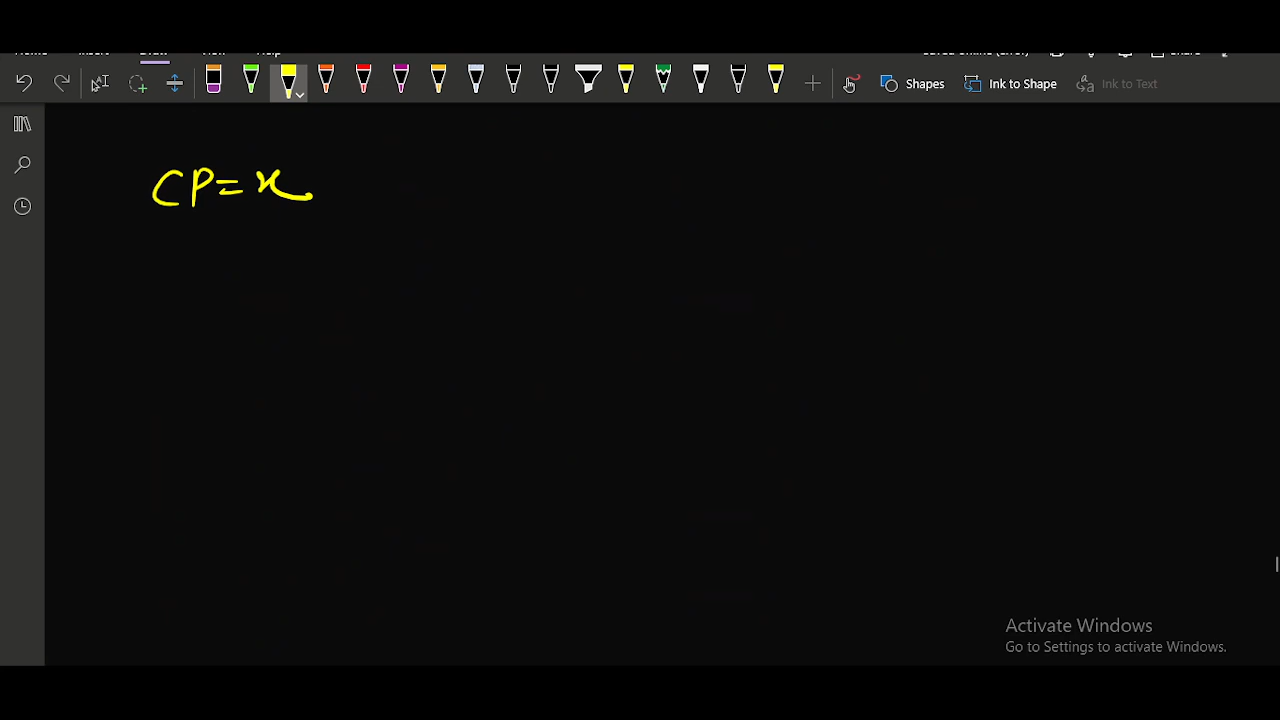 Shapes Ink to Shape Ink to Text
CP=x
Activate Windows
Go to Settings to activate Windows.